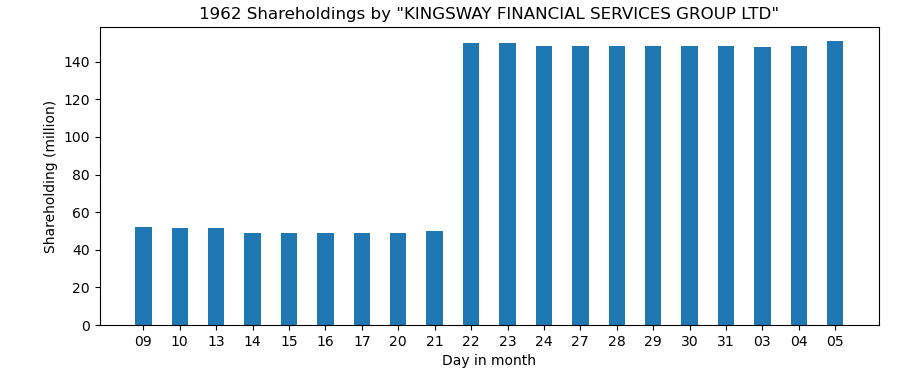 1962 Shareholdings by "KINGSWAY FINANCIAL SERVICES GROUP LTD"
Shareholding (million)
140
120
100
80
60
40
20
0
09 10 13 14 15 16 17 20 21 22 23 24 27 28 29 30 31 03 04 05
Day in month